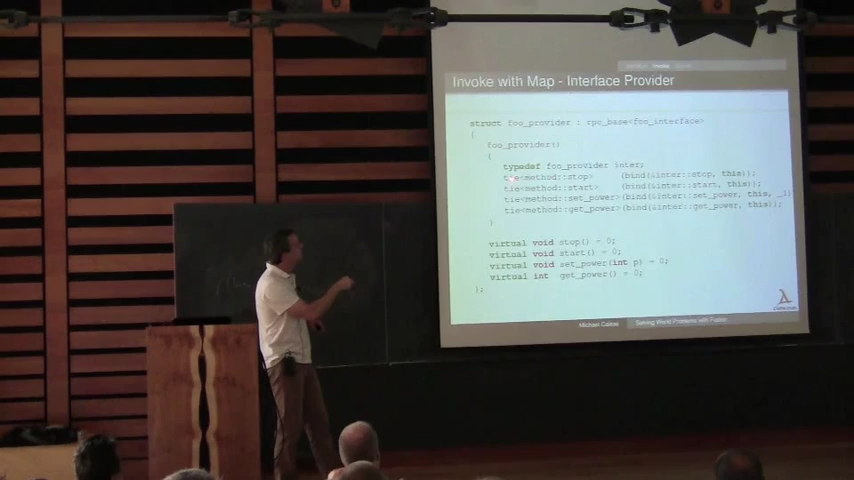 Invoke
Invoke with Map - Interface Provider
struct foo_provider : rpc_base<foo_interface>
{
foo_provider()
{
typedef foo_provider inter;
tie<method::stop> (bind(&inter::stop, this));
tie<method::start> (bind(&inter::start, this));
tie<method::set_power>(bind(&inter::set_power, this, _1)
tie<method::get_power>(bind(&inter::get_power, this));
}
virtual void stop() = 0;
virtual void start() = 0;
virtual void set_power(int p) = 0;
virtual int get_power() = 0;
};
Michael Caisse Solving World Problems with Fusion